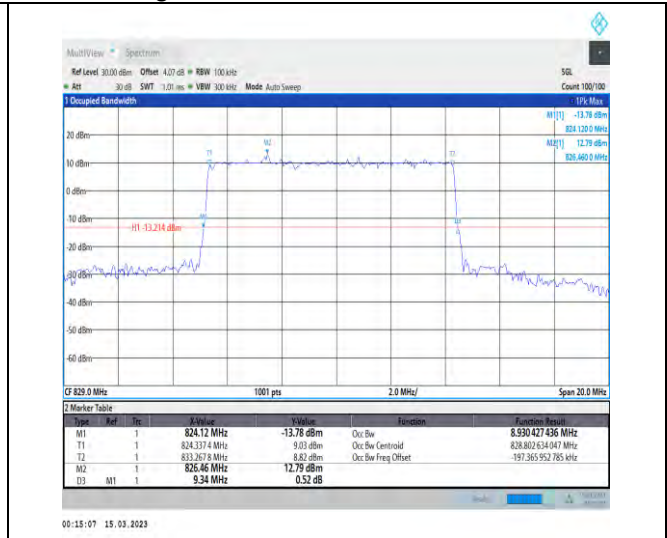 MultiView Spectrum
Ref Level 30.00 dBm Offset 4.07 dB RBW 100 kHz SGL
Att 30 dB SWT 1.01 ms VBW 300 kHz Mode Auto Sweep Count 100/100
1 Occupied Bandwidth 1Pk Max
M1[1] -13.78 dBm
824.120 0 MHz
M2[1] 12.79 dBm
826.460 0 MHz
20 dBm
M2
T1 T2
10 dBm
0 dBm
-10 dBm
M1
H1 -13.214 dBm
-20 dBm
-30 dBm
-40 dBm
-50 dBm
-60 dBm
CF 829.0 MHz 1001 pts 2.0 MHz/ Span 20.0 MHz
2 Marker Table
Type Ref Trc X-Value Y-Value Function Function Result
M1 1 824.12 MHz -13.78 dBm Occ Bw 8.930 427 436 MHz
T1 1 824.337 4 MHz 9.03 dBm Occ Bw Centroid 828.802 634 047 MHz
T2 1 833.267 8 MHz 8.82 dBm Occ Bw Freq Offset -197.365 952 785 kHz
M2 1 826.46 MHz 12.79 dBm
D3 M1 1 9.34 MHz 0.52 dB
00:15:07 15.03.2023